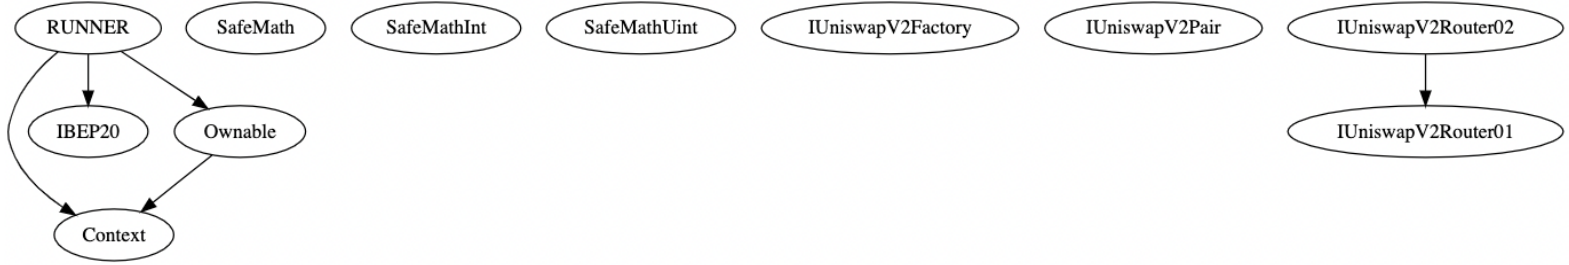 RUNNER
SafeMath
SafeMathInt
SafeMathUint
IUniswapV2Factory
IUniswapV2Pair
IUniswapV2Router02
IBEP20
Ownable
IUniswapV2Router01
Context